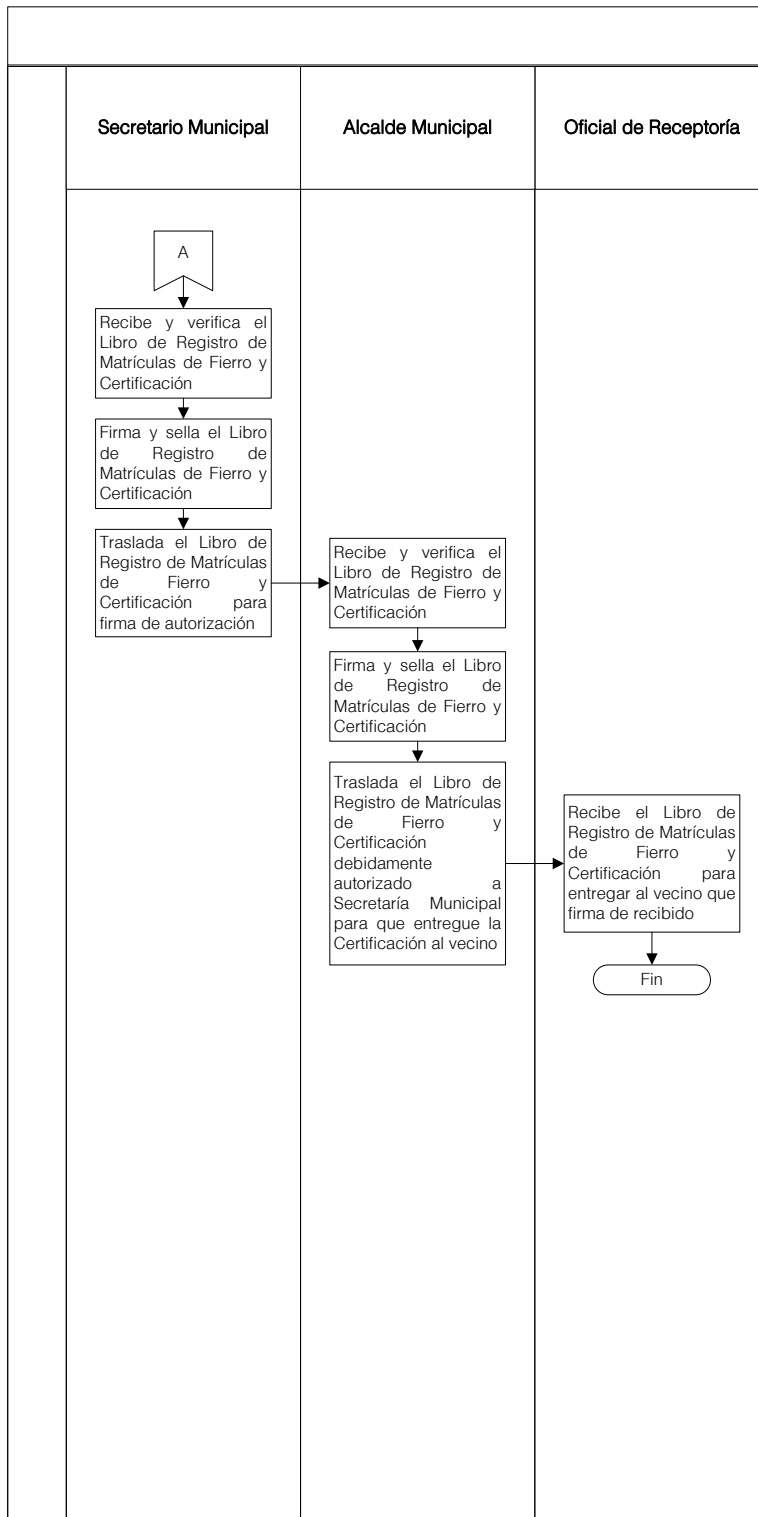 Secretario Municipal
Alcalde Municipal
Oficial de Receptoría
A
Recibe y verifica el
Libro de Registro de
Matrículas de Fierro y
Certificación
Firma y sella el Libro
de Registro de
Matrículas de Fierro y
Certificación
Traslada el Libro de
Registro de Matrículas
de Fierro y
Certificación para
firma de autorización
Recibe y verifica el
Libro de Registro de
Matrículas de Fierro y
Certificación
Firma y sella el Libro
de Registro de
Matrículas de Fierro y
Certificación
Traslada el Libro de
Registro de Matrículas
de Fierro y
Certificación
debidamente
autorizado a
Secretaría Municipal
para que entregue la
Certificación al vecino
Recibe el Libro de
Registro de Matrículas
de Fierro y
Certificación para
entregar al vecino que
firma de recibido
Fin